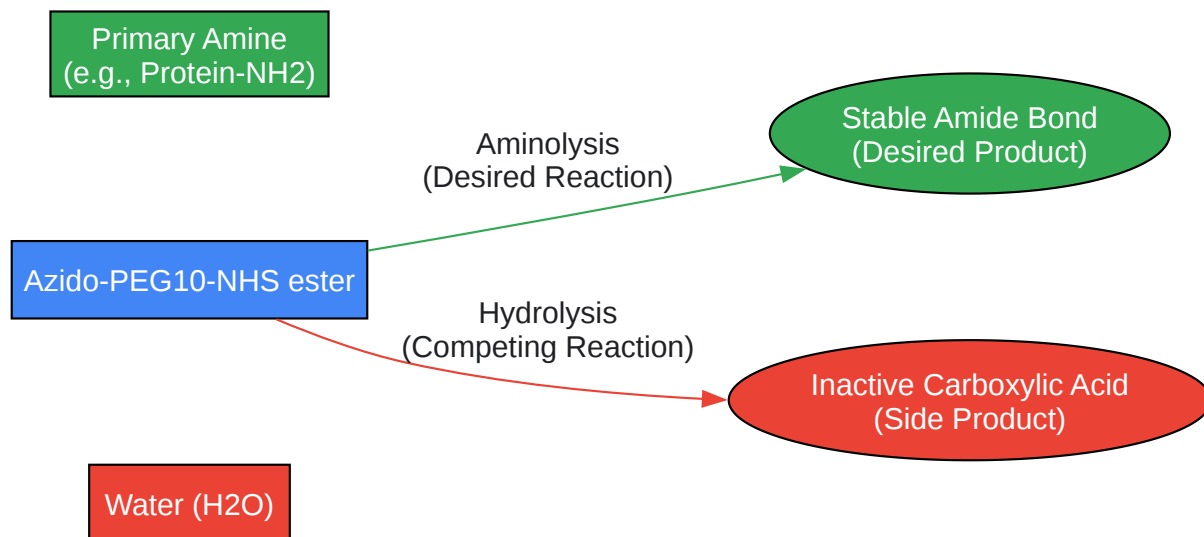 Primary Amine
(e.g., Protein-NH2)
Stable Amide Bond
(Desired Product)
Aminolysis
(Desired Reaction)
Azido-PEG10-NHS ester
Hydrolysis
(Competing Reaction)
Inactive Carboxylic Acid
(Side Product)
Water (H2O)